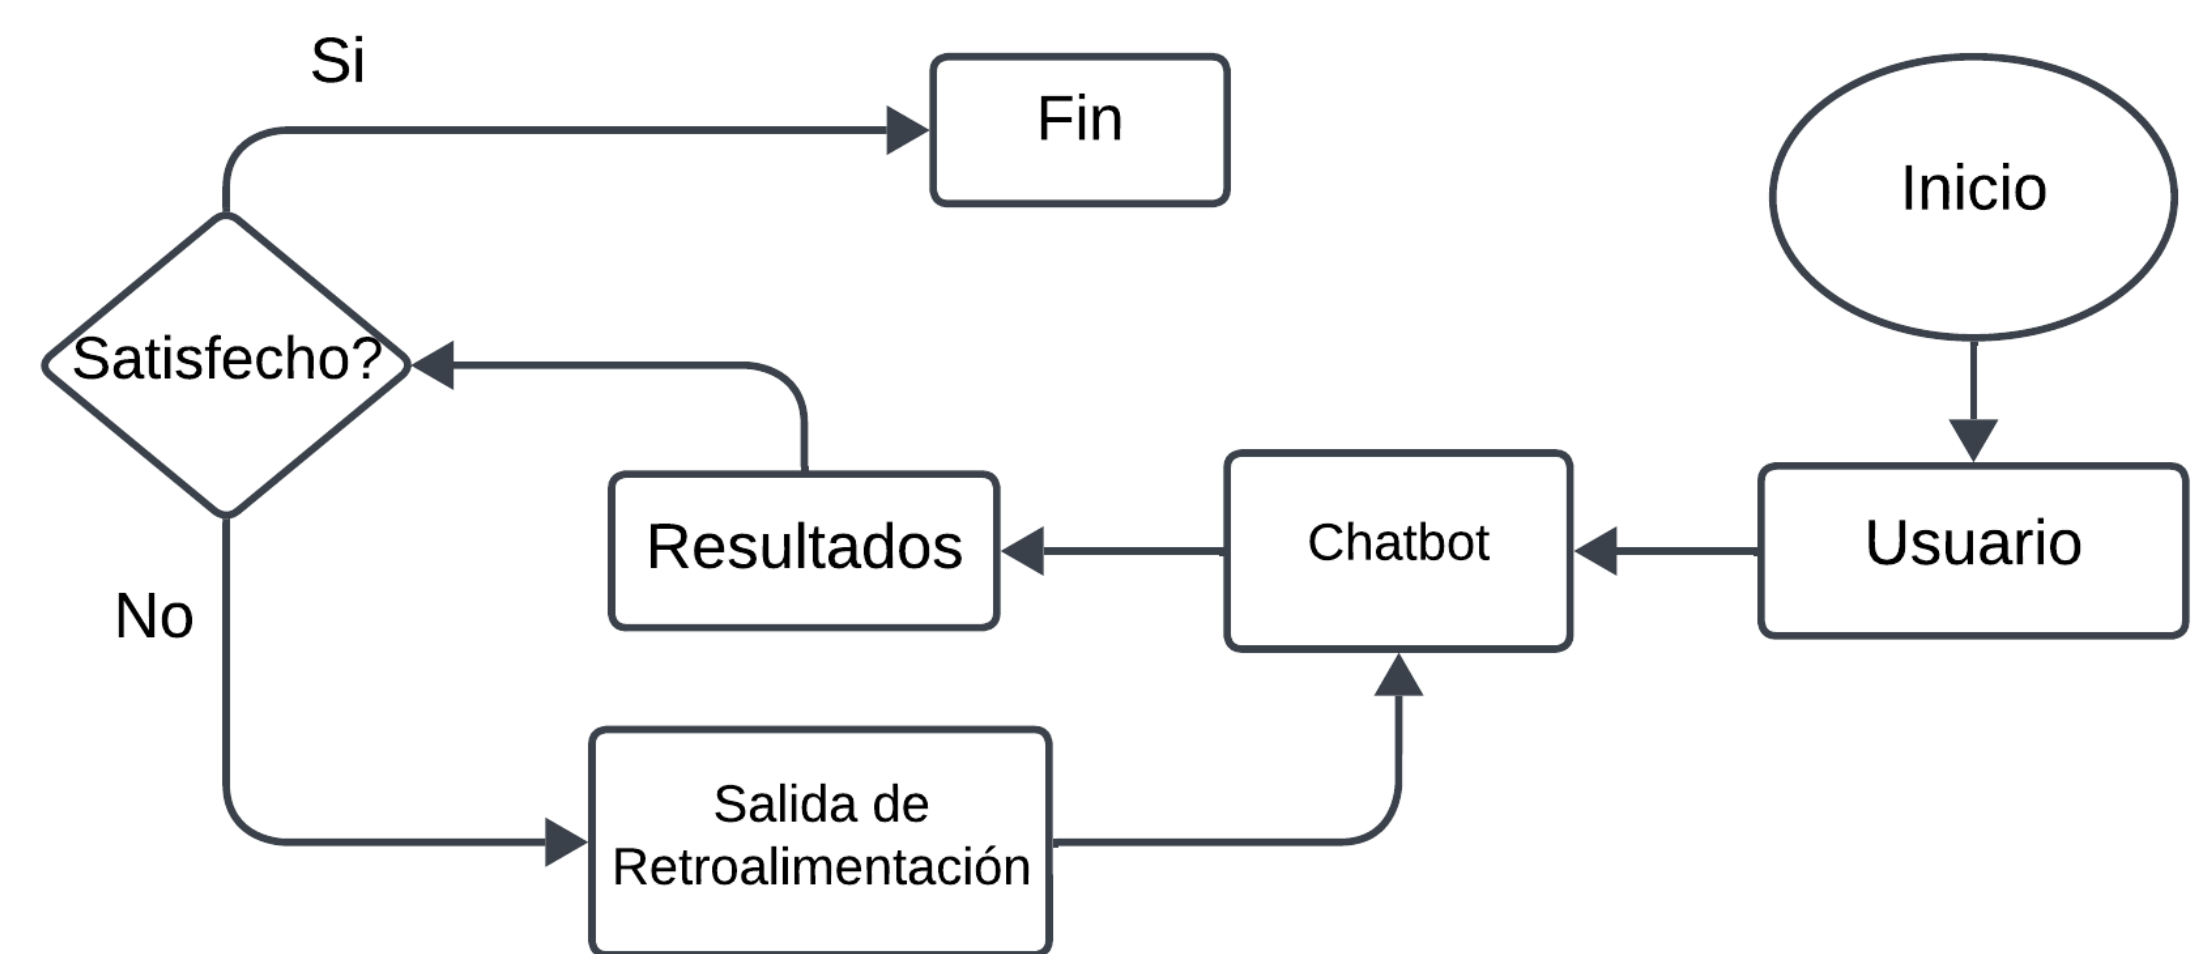 Si
Fin
Inicio
Satisfecho?
Resultados
Chatbot
Usuario
No
Salida de
Retroalimentación